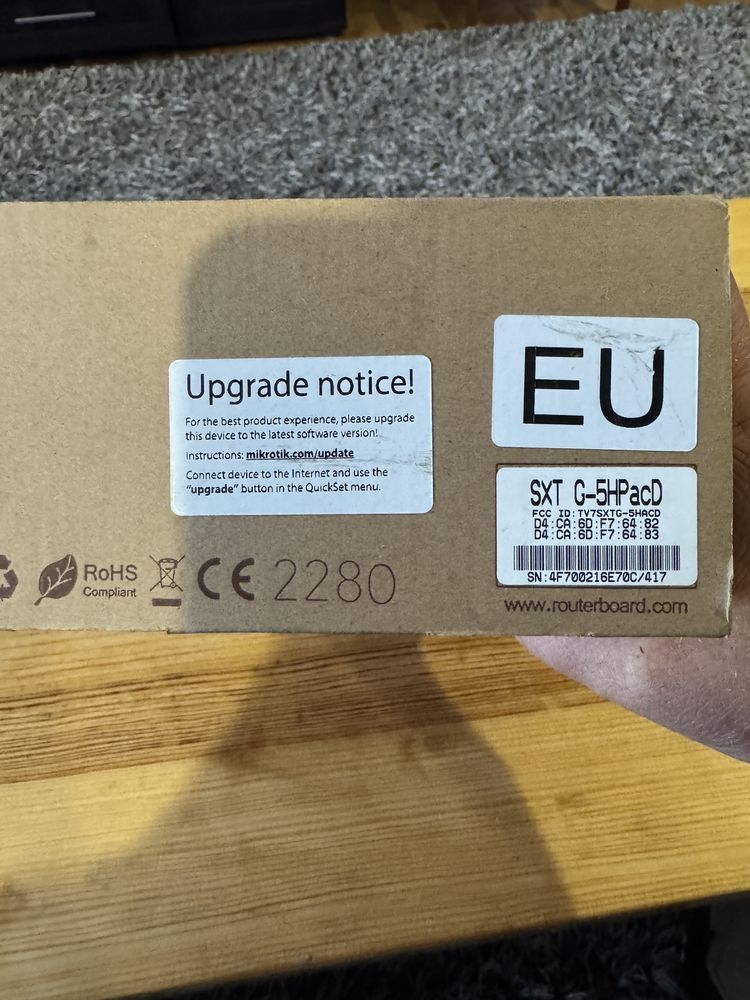 Upgrade notice!
For the best product experience, please upgrade
this device to the latest software version!
Instructions: mikrotik.com/update
Connect device to the Internet and use the
"upgrade" button in the QuickSet menu.
EU
SXT G-5HPacD
FCC ID:TV7SXTG-5HACD
D4:CA:6D:F7:64:82
D4:CA:6D:F7:64:83
SN:4F700216E70C/417
www.routerboard.com
RoHS
Compliant
CE 2280